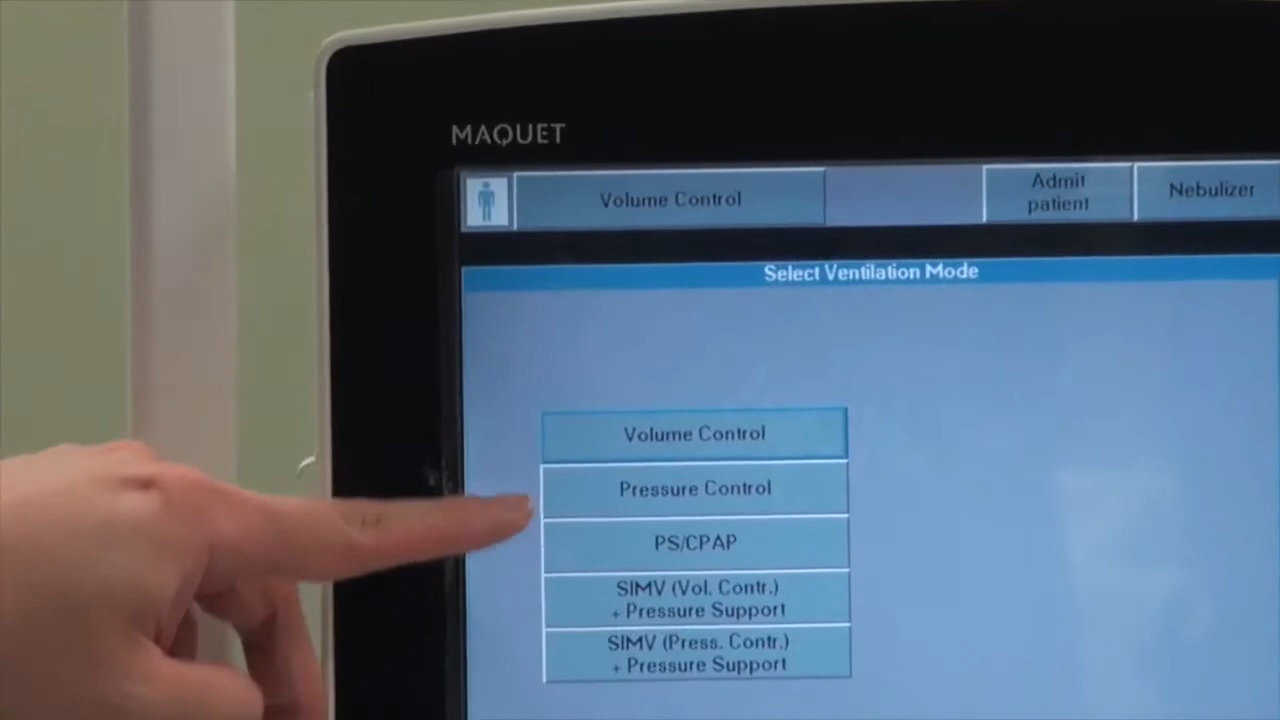 MAQUET
Volume Control
Admit
patient
Nebulizer
Select Ventilation Mode
Volume Control
Pressure Control
PS/CPAP
SIMV (Vol. Contr.)
+ Pressure Support
SIMV (Press. Contr.)
+ Pressure Support